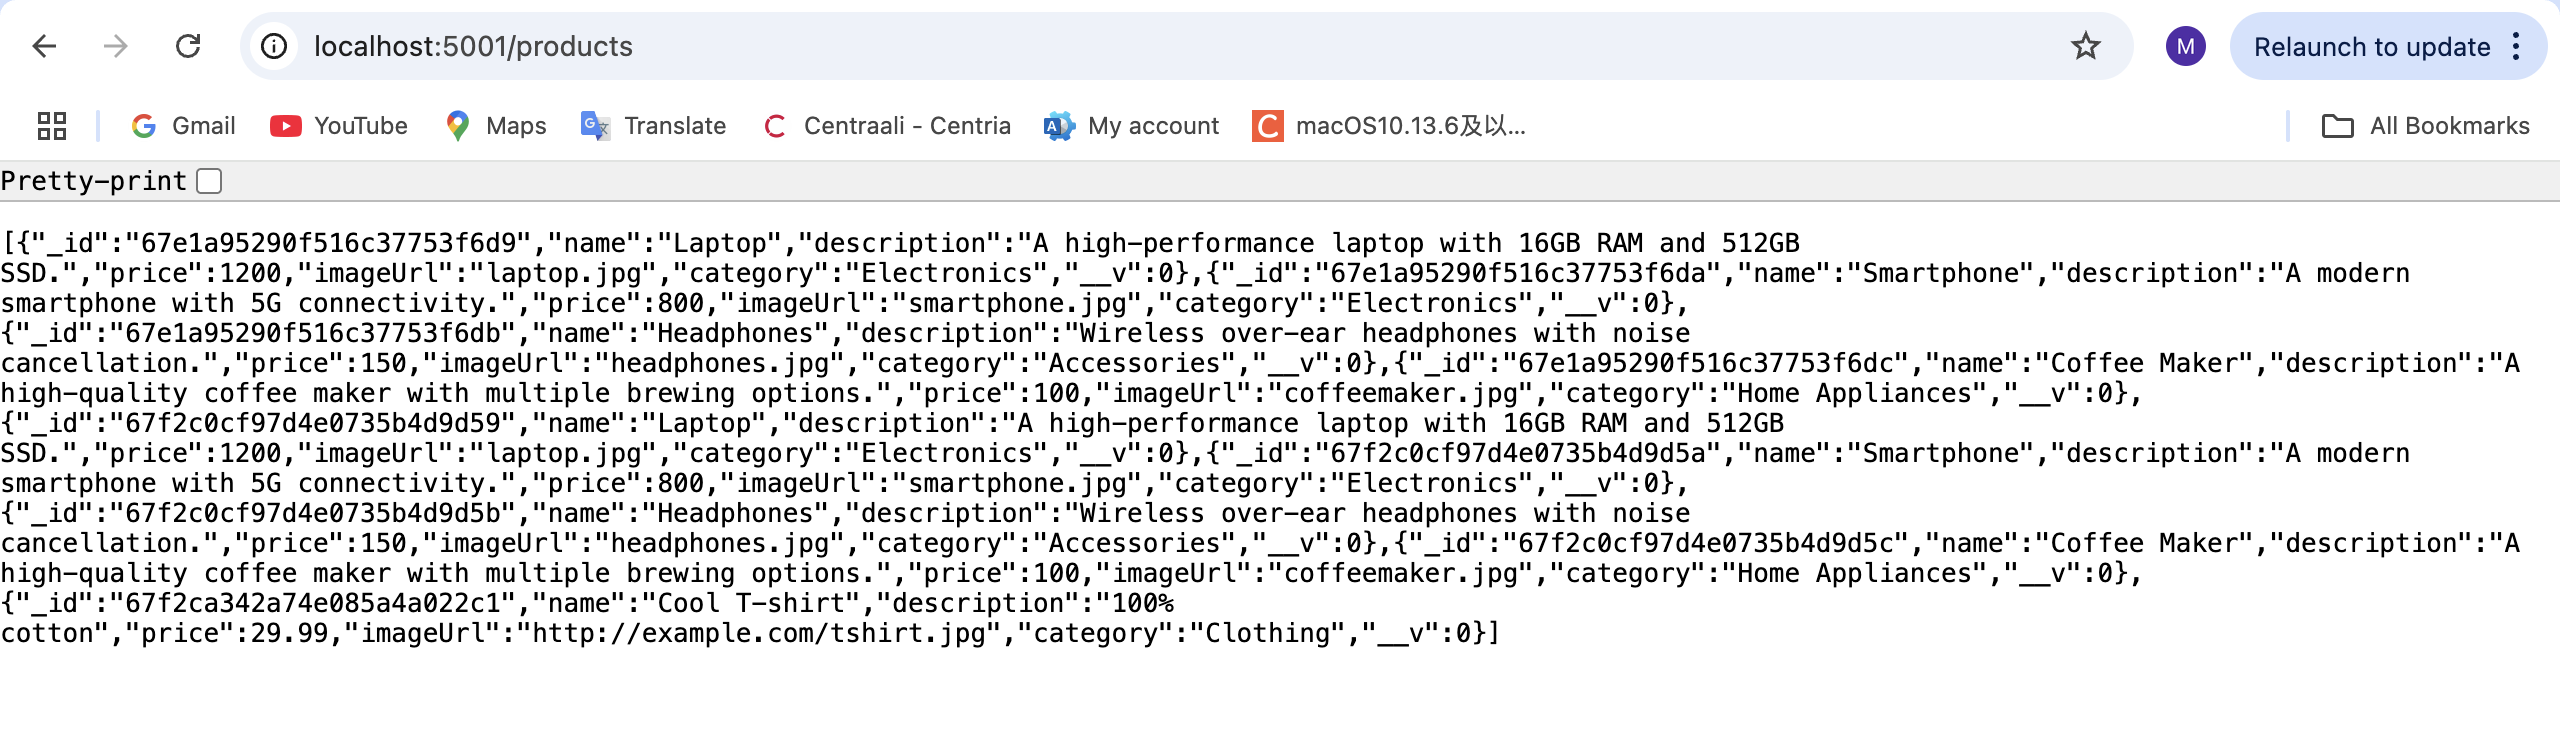 localhost:5001/products
M
Relaunch to update
Gmail
YouTube
Maps
Translate
Centraali - Centria
My account
macOS10.13.6及以...
All Bookmarks
Pretty-print
[{"_id":"67e1a95290f516c37753f6d9","name":"Laptop","description":"A high-performance laptop with 16GB RAM and 512GB
SSD.","price":1200,"imageUrl":"laptop.jpg","category":"Electronics","__v":0},{"_id":"67e1a95290f516c37753f6da","name":"Smartphone","description":"A modern
smartphone with 5G connectivity.","price":800,"imageUrl":"smartphone.jpg","category":"Electronics","__v":0},
{"_id":"67e1a95290f516c37753f6db","name":"Headphones","description":"Wireless over-ear headphones with noise
cancellation.","price":150,"imageUrl":"headphones.jpg","category":"Accessories","__v":0},{"_id":"67e1a95290f516c37753f6dc","name":"Coffee Maker","description":"A
high-quality coffee maker with multiple brewing options.","price":100,"imageUrl":"coffeemaker.jpg","category":"Home Appliances","__v":0},
{"_id":"67f2c0cf97d4e0735b4d9d59","name":"Laptop","description":"A high-performance laptop with 16GB RAM and 512GB
SSD.","price":1200,"imageUrl":"laptop.jpg","category":"Electronics","__v":0},{"_id":"67f2c0cf97d4e0735b4d9d5a","name":"Smartphone","description":"A modern
smartphone with 5G connectivity.","price":800,"imageUrl":"smartphone.jpg","category":"Electronics","__v":0},
{"_id":"67f2c0cf97d4e0735b4d9d5b","name":"Headphones","description":"Wireless over-ear headphones with noise
cancellation.","price":150,"imageUrl":"headphones.jpg","category":"Accessories","__v":0},{"_id":"67f2c0cf97d4e0735b4d9d5c","name":"Coffee Maker","description":"A
high-quality coffee maker with multiple brewing options.","price":100,"imageUrl":"coffeemaker.jpg","category":"Home Appliances","__v":0},
{"_id":"67f2ca342a74e085a4a022c1","name":"Cool T-shirt","description":"100%
cotton","price":29.99,"imageUrl":"http://example.com/tshirt.jpg","category":"Clothing","__v":0}]